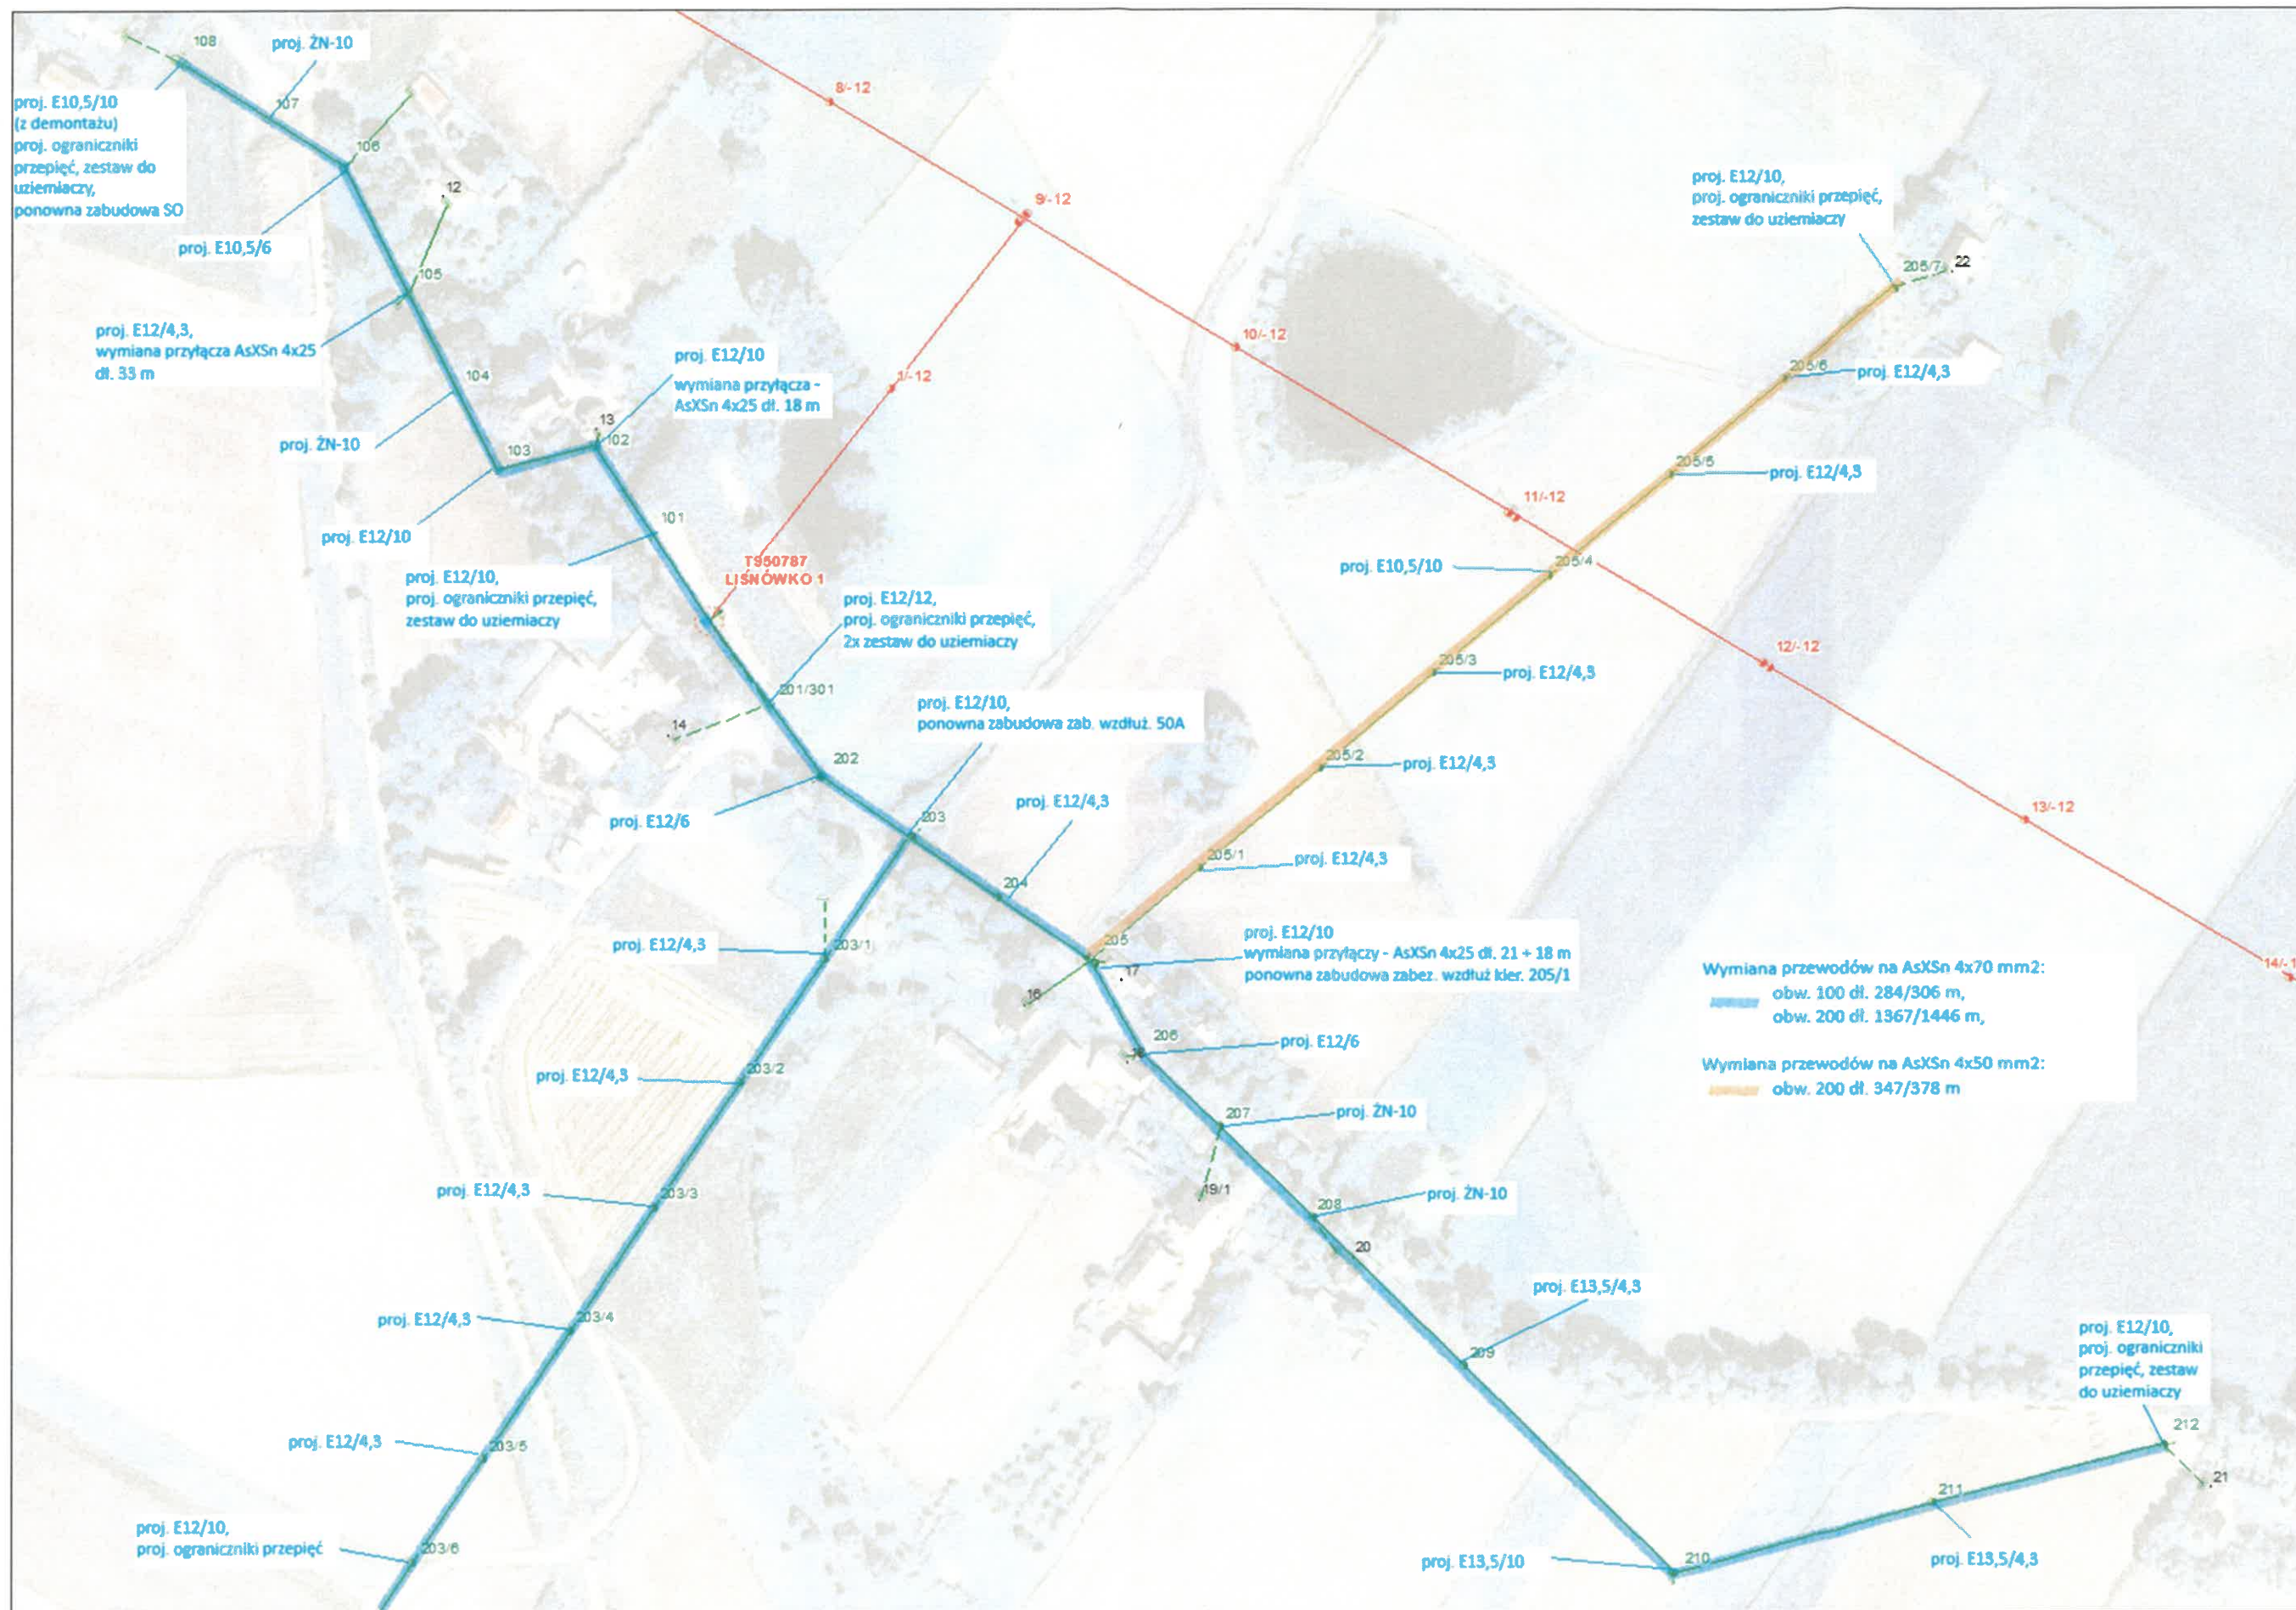 108
proj. ŻN-10
107
proj. E10,5/10
(z demontażu)
proj. ograniczniki
przepięć, zestaw do
uziemiaczy,
ponowna zabudowa SO
106
proj. E10,5/6
12
105
proj. E12/4,3,
wymiana przyłącza AsXSn 4x25
dł. 33 m
104
proj. ŻN-10
proj. E12/10
wymiana przyłącza -
AsXSn 4x25 dł. 18 m
13
102
103
proj. E12/10
101
proj. E12/10,
proj. ograniczniki przepięć,
zestaw do uziemiaczy
8/-12
9/-12
1/-12
10/-12
11/-12
12/-12
13/-12
14/-1
T950787
LIŚNÓWKO 1
proj. E12/12,
proj. ograniczniki przepięć,
2x zestaw do uziemiaczy
201/301
14
202
proj. E12/6
proj. E12/10,
ponowna zabudowa zab. wzdłuż. 50A
203
proj. E12/4,3
204
proj. E12/10,
proj. ograniczniki przepięć,
zestaw do uziemiaczy
205/7
22
205/6
proj. E12/4,3
205/5
proj. E12/4,3
205/4
proj. E10,5/10
205/3
proj. E12/4,3
205/2
proj. E12/4,3
205/1
proj. E12/4,3
205
proj. E12/10
wymiana przyłączy - AsXSn 4x25 dł. 21 + 18 m
ponowna zabudowa zabez. wzdłuż kier. 205/1
17
16
206
18
proj. E12/6
207
proj. ŻN-10
19/1
208
proj. ŻN-10
20
proj. E13,5/4,3
209
proj. E13,5/10
210
211
proj. E13,5/4,3
proj. E12/10,
proj. ograniczniki
przepięć, zestaw
do uziemiaczy
212
21
proj. E12/4,3
203/1
proj. E12/4,3
203/2
proj. E12/4,3
203/3
proj. E12/4,3
203/4
proj. E12/4,3
203/5
proj. E12/10,
proj. ograniczniki przepięć
203/6
Wymiana przewodów na AsXSn 4x70 mm2:
obw. 100 dł. 284/306 m,
obw. 200 dł. 1367/1446 m,
Wymiana przewodów na AsXSn 4x50 mm2:
obw. 200 dł. 347/378 m